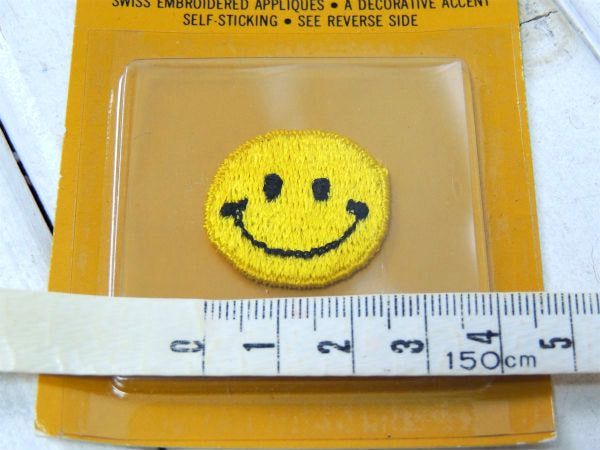 SWISS EMBROIDERED APPLIQUES • A DECORATIVE ACCENT
SELF-STICKING • SEE REVERSE SIDE
0 1 2 3 4 5
150cm